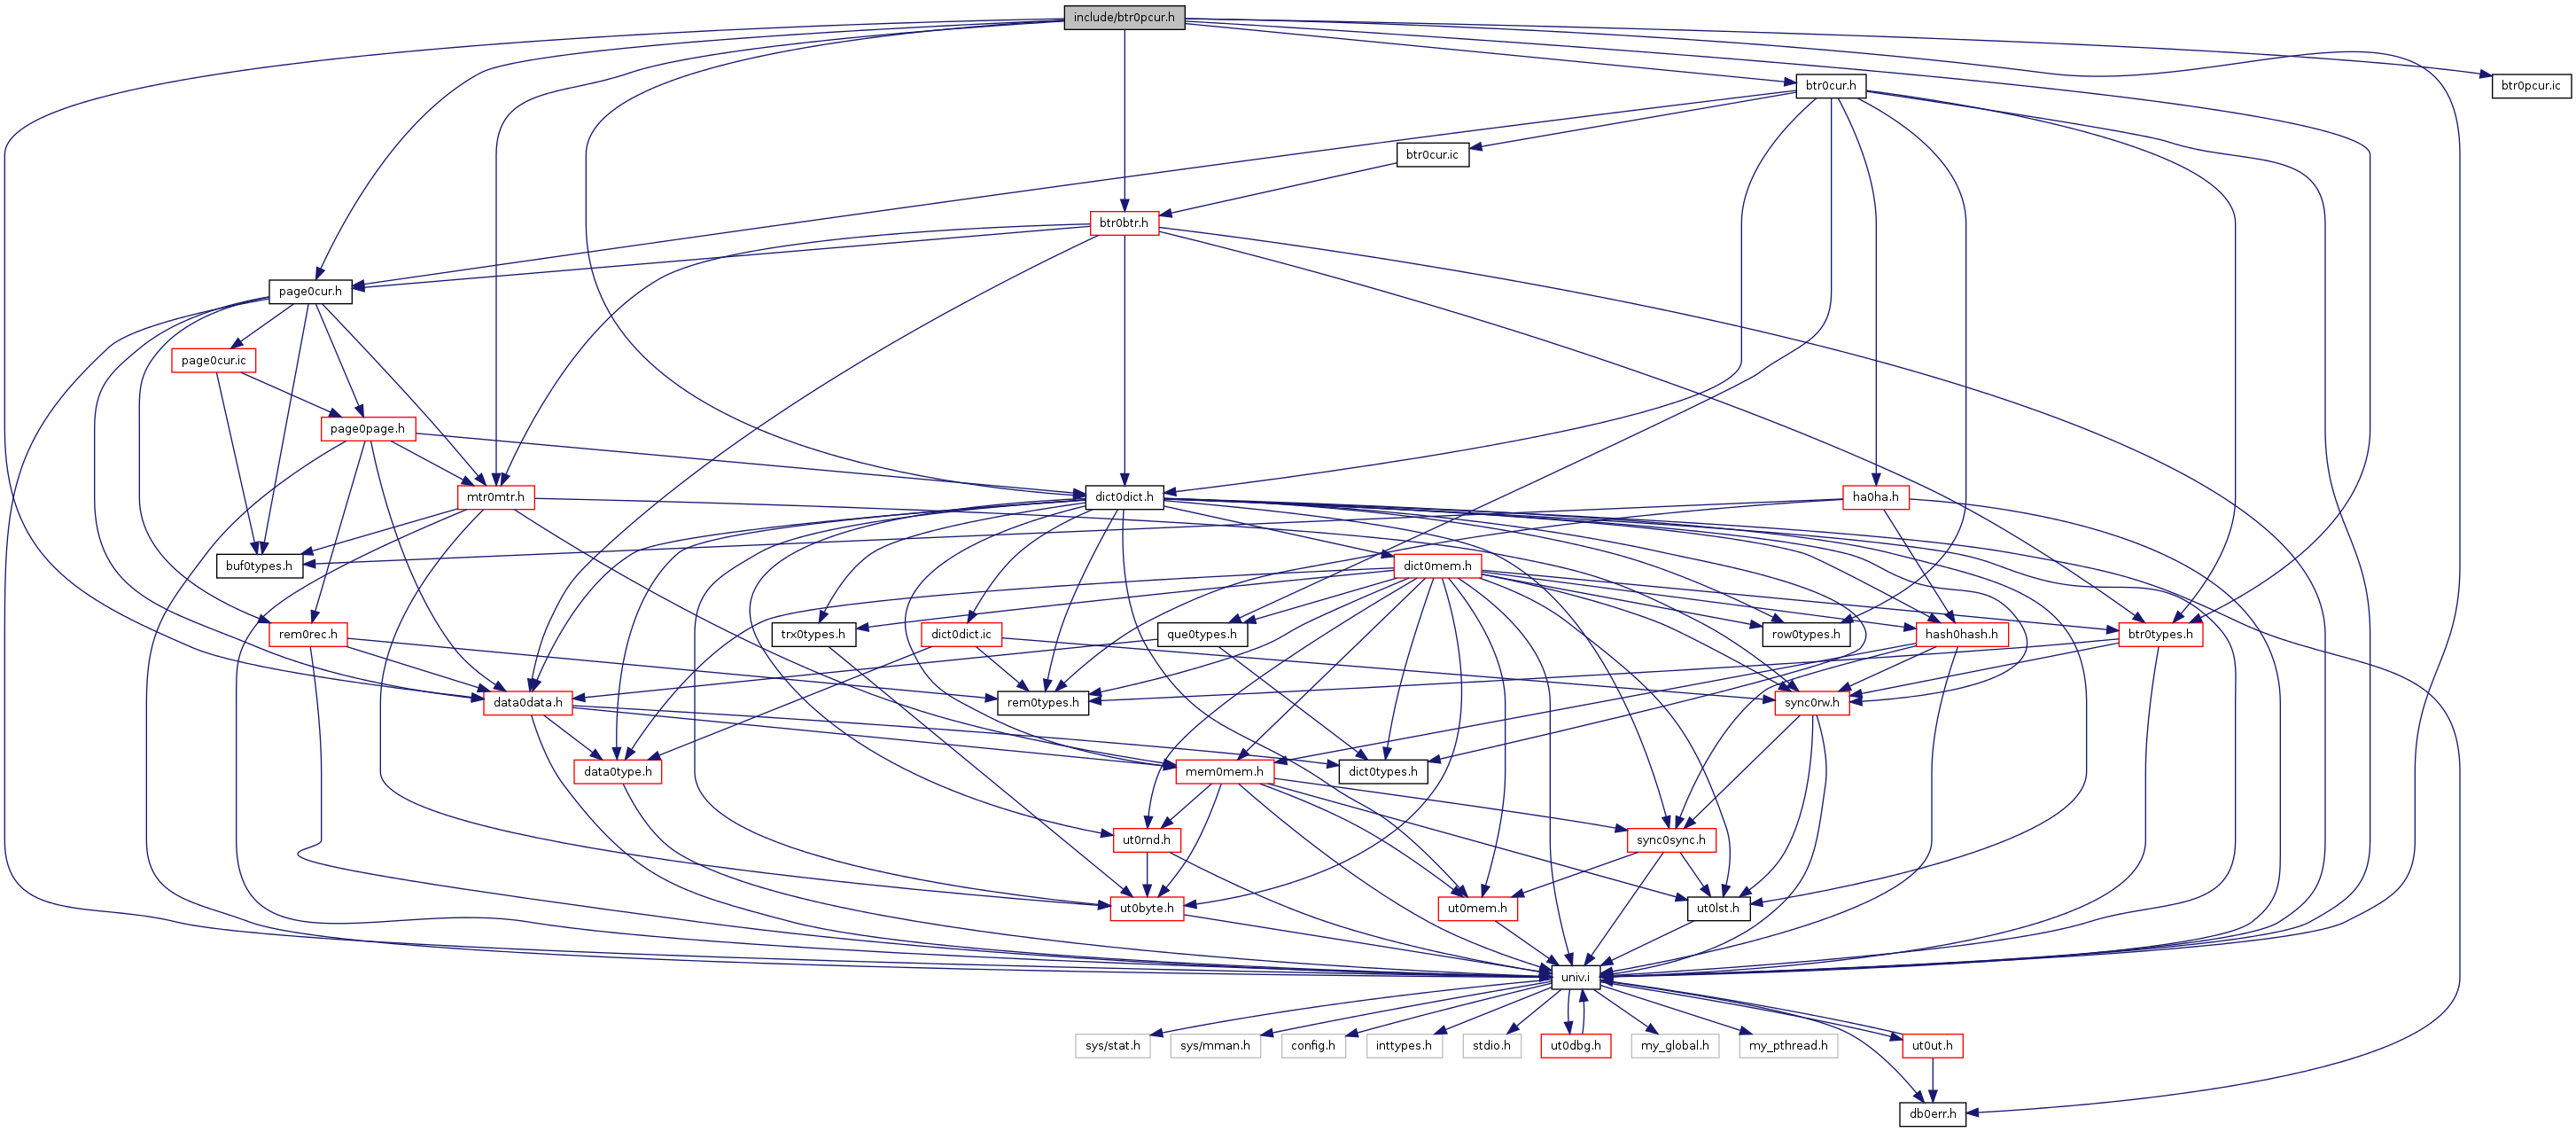 include/btr0pcur.h
btr0cur.h
btr0pcur.ic
btr0cur.ic
btr0btr.h
page0cur.h
page0cur.ic
page0page.h
mtr0mtr.h
dict0dict.h
ha0ha.h
buf0types.h
dict0mem.h
rem0rec.h
trx0types.h
dict0dict.ic
que0types.h
row0types.h
hash0hash.h
btr0types.h
data0data.h
rem0types.h
sync0rw.h
data0type.h
mem0mem.h
dict0types.h
ut0rnd.h
sync0sync.h
ut0byte.h
ut0mem.h
ut0lst.h
univ.i
sys/stat.h
sys/mman.h
config.h
inttypes.h
stdio.h
ut0dbg.h
my_global.h
my_pthread.h
ut0ut.h
db0err.h